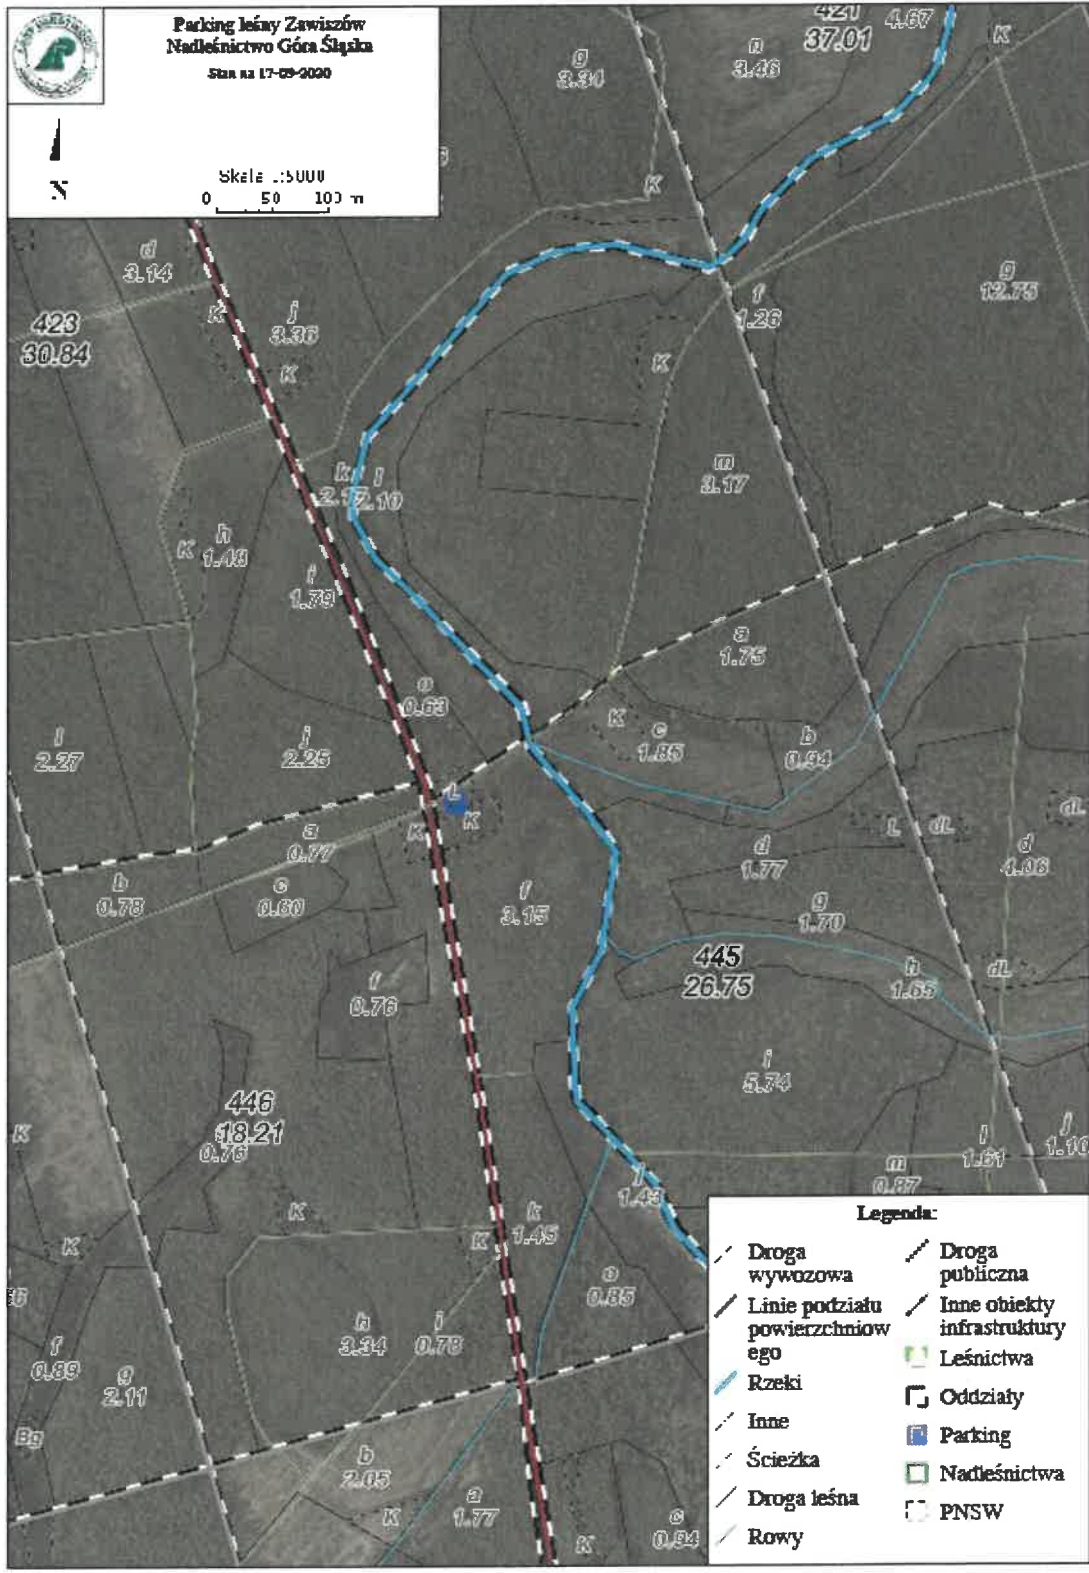 Parking leśny Zawiszów
Nadleśnictwo Góra Śląska
Stan na 17-09-2020
N
Skala 1:5000
0 50 100 m
421
37.01
4.67
K
g
3.34
n
3.46
K
d
3.14
K
j
3.36
K
423
30.84
g
12.75
f
1.26
K
m
3.17
k
l
2.10
h
1.48
K
i
1.79
a
1.75
o
0.63
K
c
1.85
b
0.94
l
2.27
j
2.25
L
K
K
a
0.77
L
dL
dL
d
1.77
d
4.06
b
0.78
c
0.60
f
3.15
g
1.70
445
26.75
h
1.65
dL
f
0.76
i
5.74
446
18.21
0.76
K
l
1.61
j
1.10
m
0.87
1.43
K
K
K
k
1.45
o
0.85
h
3.34
i
0.78
f
0.89
g
2.11
Bg
b
2.05
a
1.77
K
K
c
0.94
Legenda:
Droga
wywozowa
Linie podziału
powierzchniow
ego
Rzeki
Inne
Ścieżka
Droga leśna
Rowy
Droga
publiczna
Inne obiekty
infrastruktury
Leśnictwa
Oddziały
Parking
Nadleśnictwa
PNSW